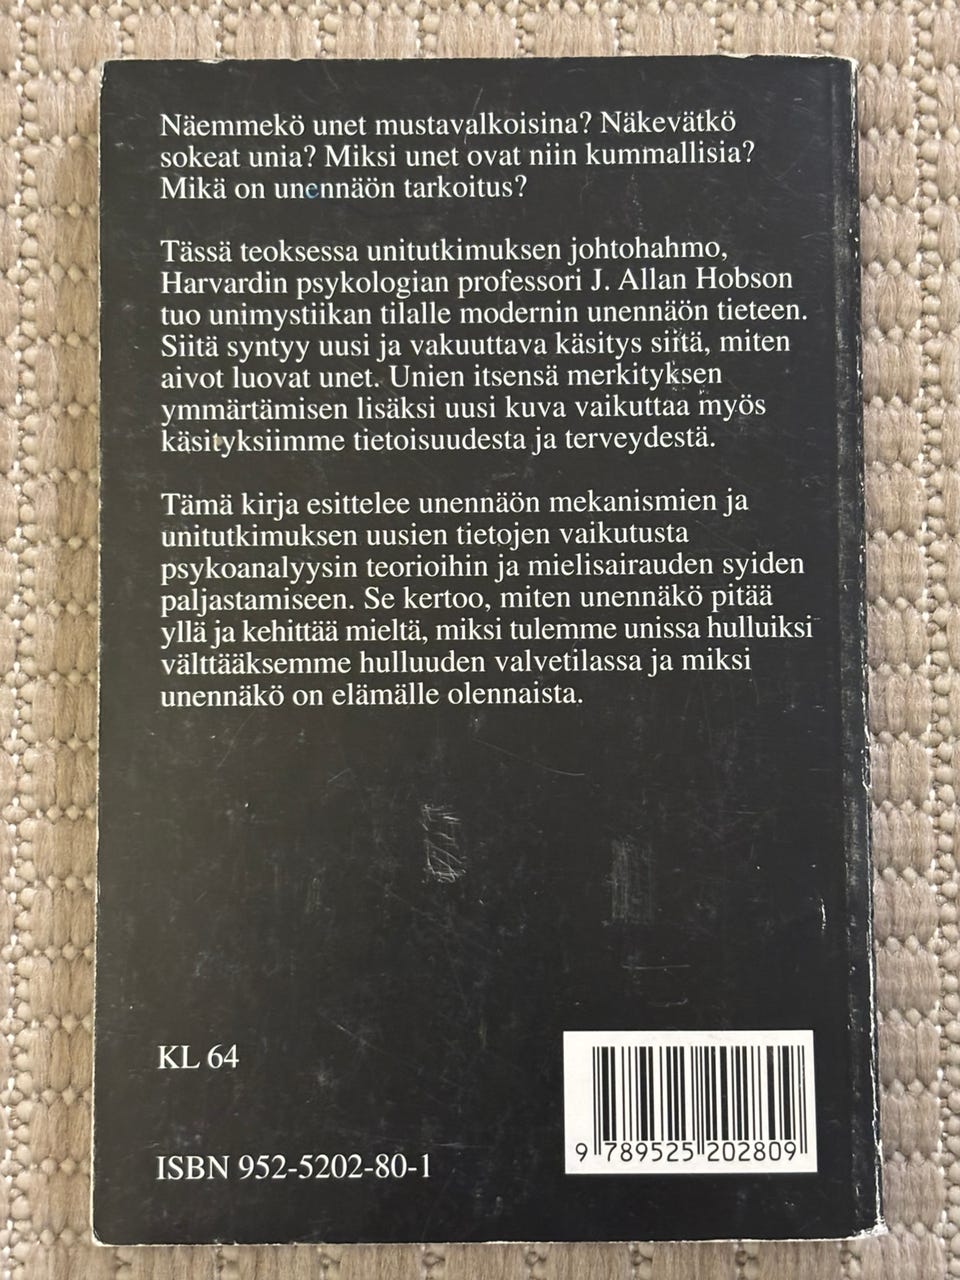 Näemmekö unet mustavalkoisina? Näkevätkö
sokeat unia? Miksi unet ovat niin kummallisia?
Mikä on unennäön tarkoitus?
Tässä teoksessa unitutkimuksen johtohahmo,
Harvardin psykologian professori J. Allan Hobson
tuo unimystiikan tilalle modernin unennäön tieteen.
Siitä syntyy uusi ja vakuuttava käsitys siitä, miten
aivot luovat unet. Unien itsensä merkityksen
ymmärtämisen lisäksi uusi kuva vaikuttaa myös
käsityksiimme tietoisuudesta ja terveydestä.
Tämä kirja esittelee unennäön mekanismien ja
unitutkimuksen uusien tietojen vaikutusta
psykoanalyysin teorioihin ja mielisairauden syiden
paljastamiseen. Se kertoo, miten unennäkö pitää
yllä ja kehittää mieltä, miksi tulemme unissa hulluiksi
välttääksemme hulluuden valvetilassa ja miksi
unennäkö on elämälle olennaista.
KL 64
ISBN 952-5202-80-1
9 789525 202809